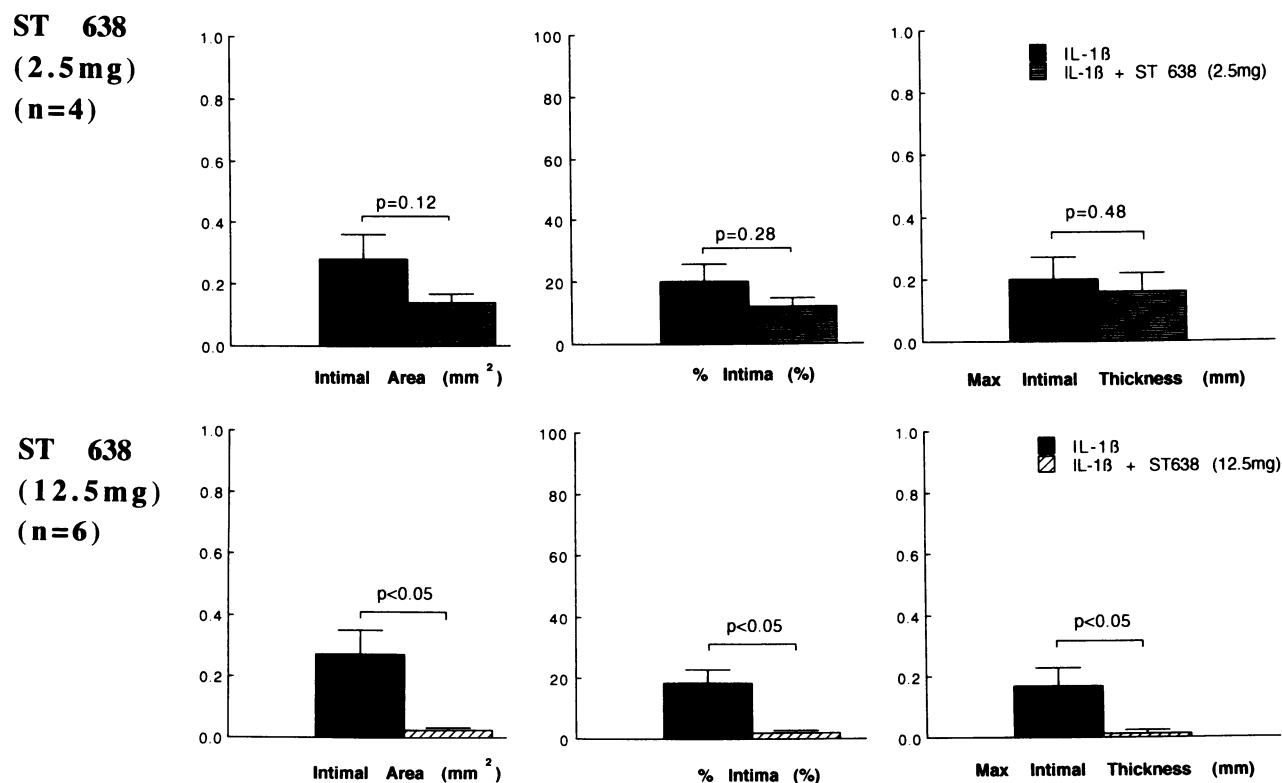 ST 638
(2.5mg)
(n=4)
1.0
0.8
0.6
0.4
0.2
0.0
p=0.12
Intimal Area (mm²)
100
80
60
40
20
0
p=0.28
% Intima (%)
1.0
0.8
0.6
0.4
0.2
0.0
p=0.48
Max Intimal Thickness (mm)
IL-1ß
IL-1ß + ST 638 (2.5mg)
ST 638
(12.5mg)
(n=6)
1.0
0.8
0.6
0.4
0.2
0.0
p<0.05
Intimal Area (mm²)
100
80
60
40
20
0
p<0.05
% Intima (%)
1.0
0.8
0.6
0.4
0.2
0.0
p<0.05
Max Intimal Thickness (mm)
IL-1ß
IL-1ß + ST638 (12.5mg)